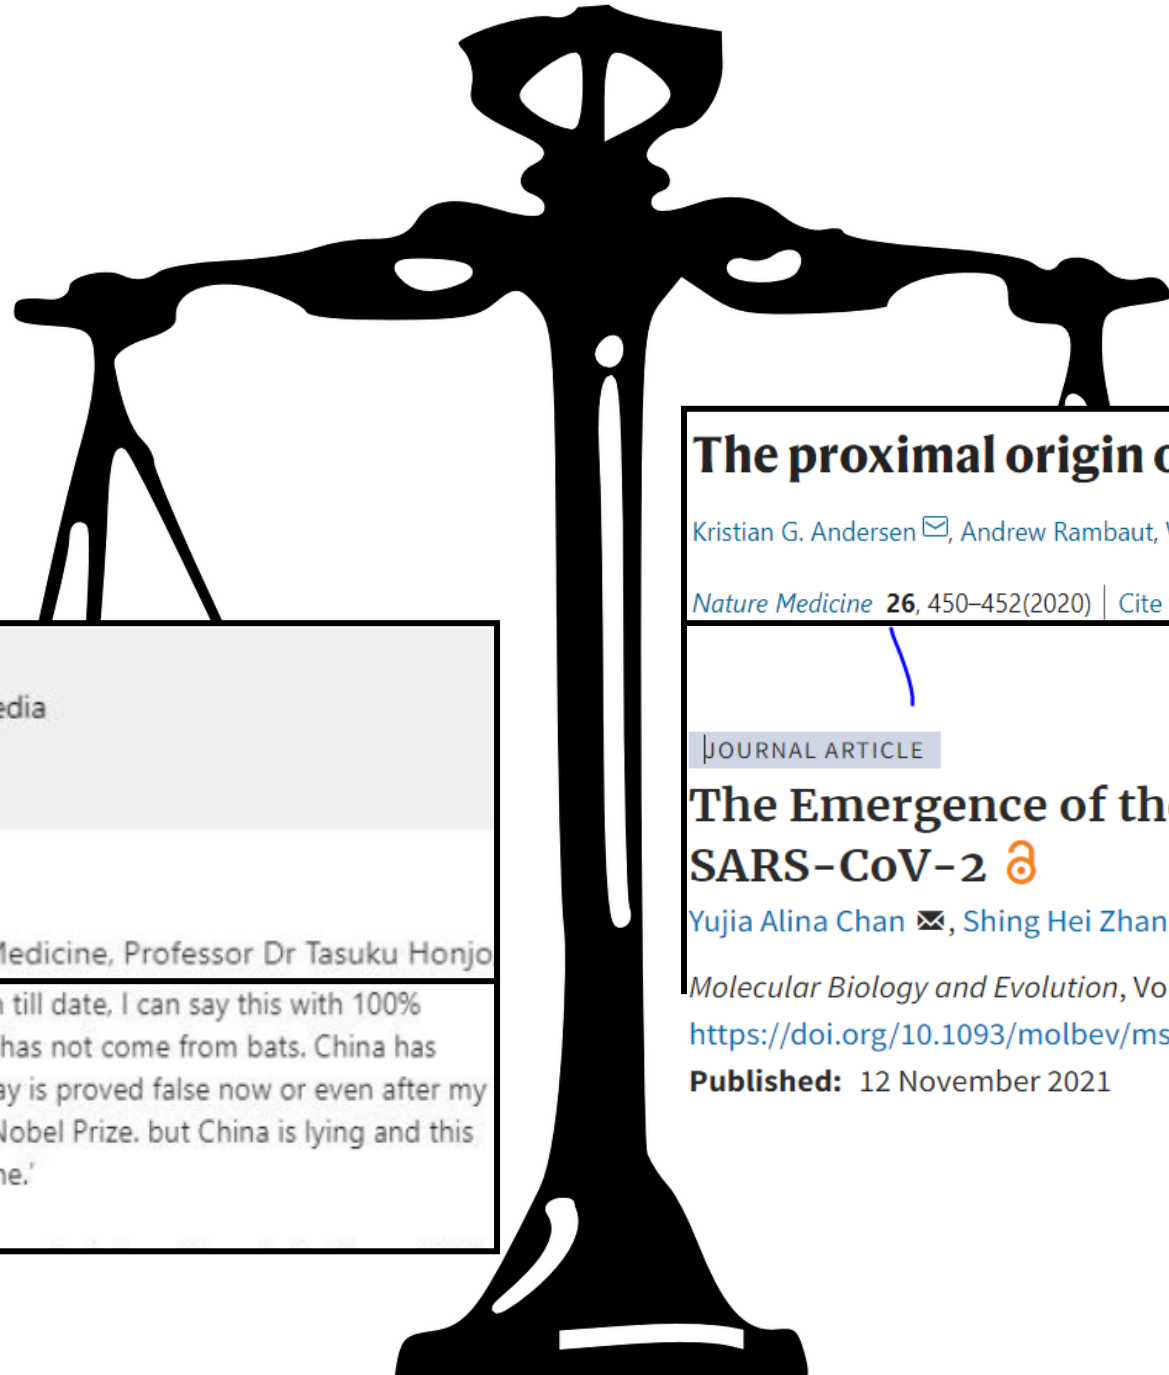 edia
Medicine, Professor Dr Tasuku Honjo
n till date, I can say this with 100%
has not come from bats. China has
ay is proved false now or even after my
Nobel Prize. but China is lying and this
ne.'
The proximal origin o
Kristian G. Andersen, Andrew Rambaut, W
Nature Medicine 26, 450–452(2020) | Cite
JOURNAL ARTICLE
The Emergence of the
SARS-CoV-2
Yujia Alina Chan, Shing Hei Zhan
Molecular Biology and Evolution, Vo
https://doi.org/10.1093/molbev/ms
Published: 12 November 2021